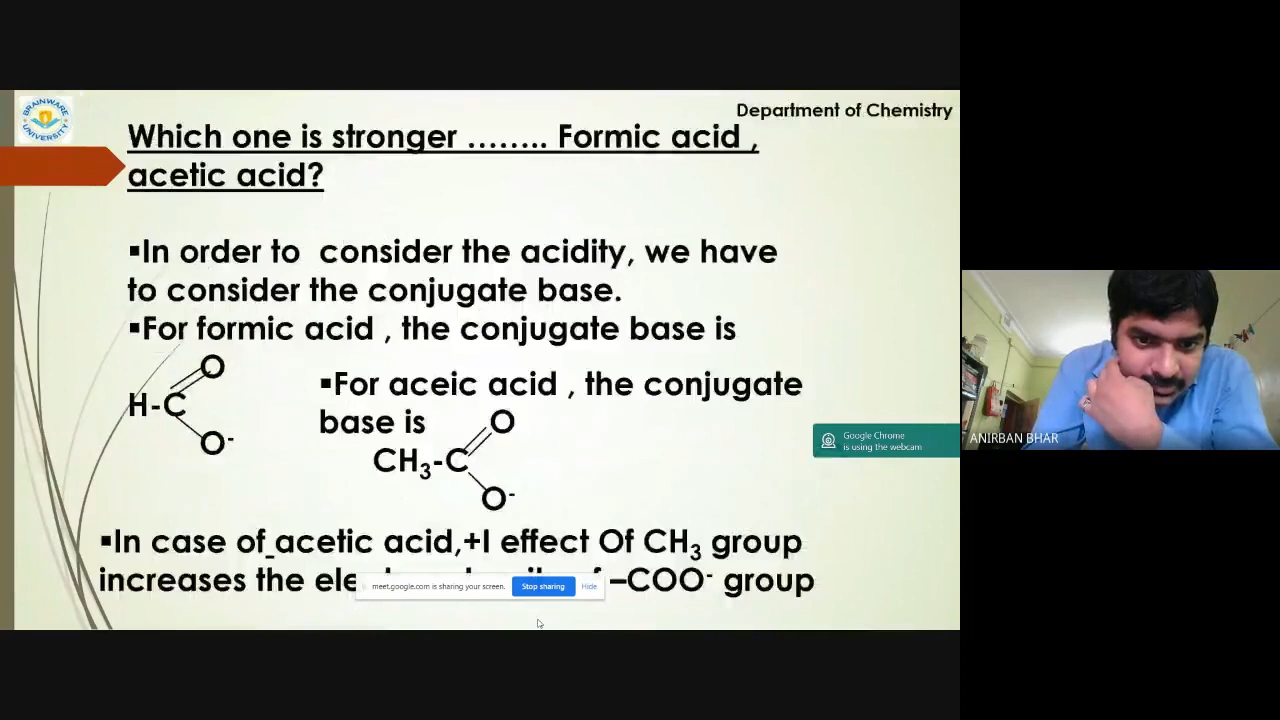 BRAINWARE UNIVERSITY
Department of Chemistry
Which one is stronger …….. Formic acid ,
acetic acid?
▪In order to consider the acidity, we have
to consider the conjugate base.
▪For formic acid , the conjugate base is
O
H-C
O-
▪For aceic acid , the conjugate
base is
O
CH3-C
O-
▪In case of acetic acid,+I effect Of CH3 group
increases the –COO- group
meet.google.com is sharing your screen. Stop sharing Hide
Google Chrome
is using the webcam
ANIRBAN BHAR